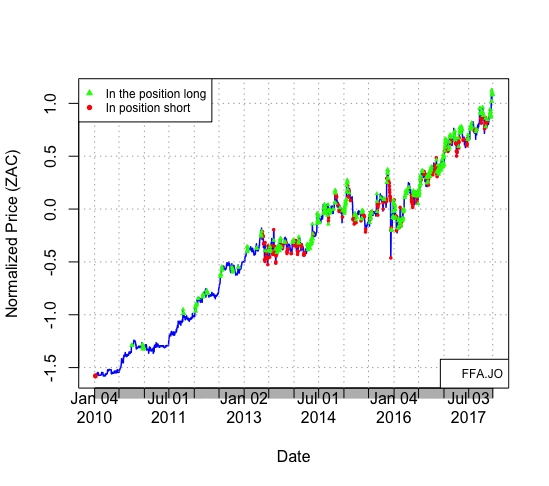 In the position long
In position short
Normalized Price (ZAC)
1.0
0.5
0.0
-0.5
-1.0
-1.5
FFA.JO
Jan 04 Jul 01 Jan 02 Jul 01 Jan 04 Jul 03
2010 2011 2013 2014 2016 2017
Date